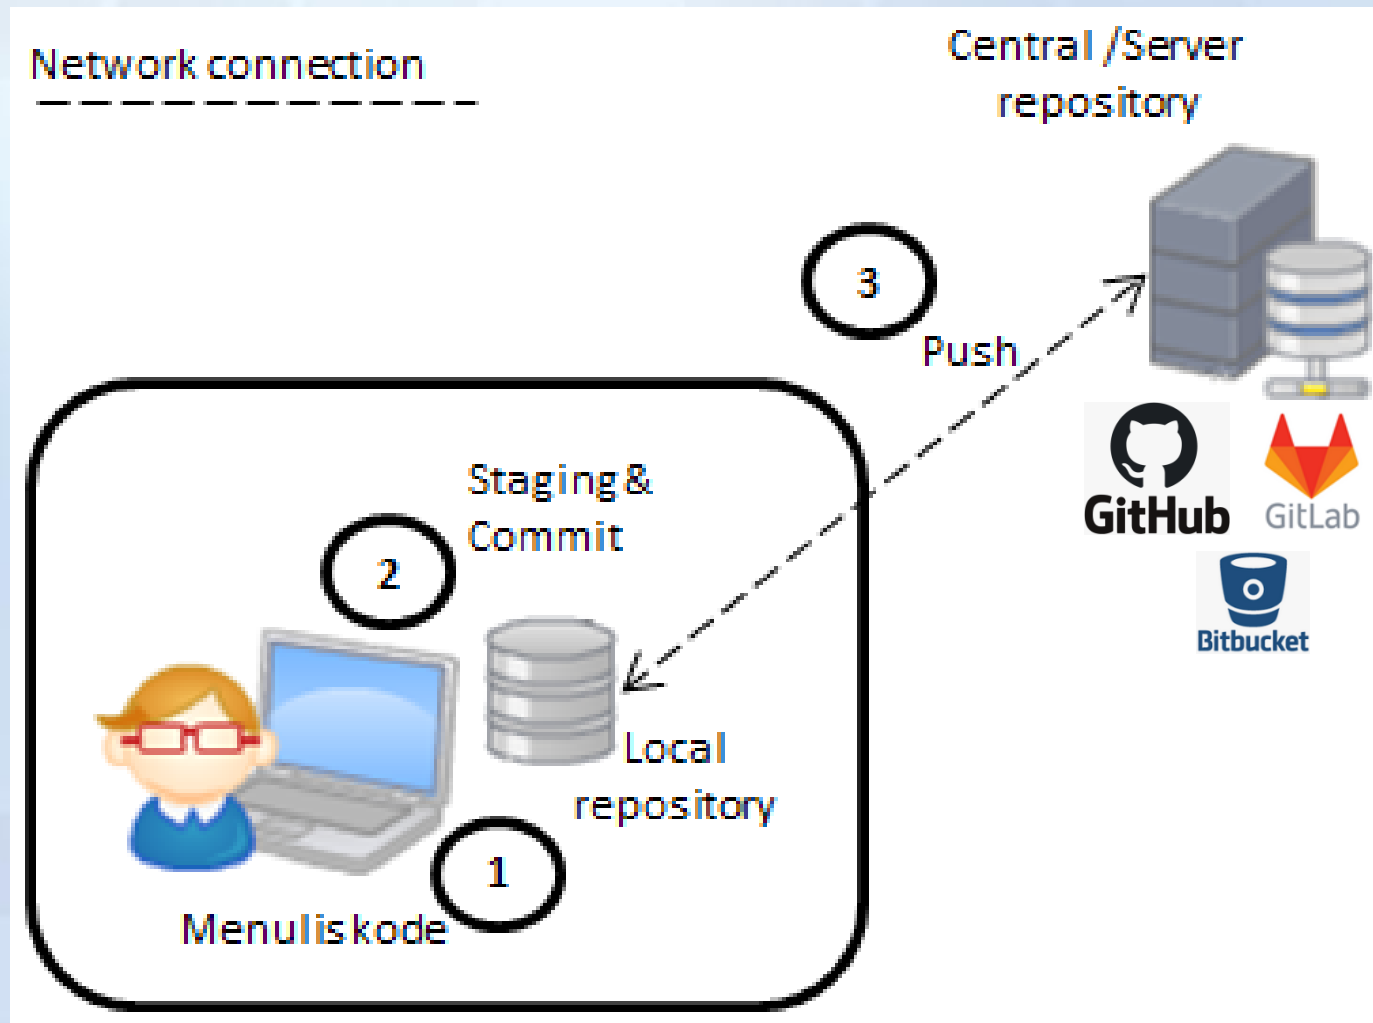 Network connection
Central /Server
repository
3
Push
GitHub
GitLab
Bitbucket
Staging &
Commit
2
Local
repository
1
Menulis kode